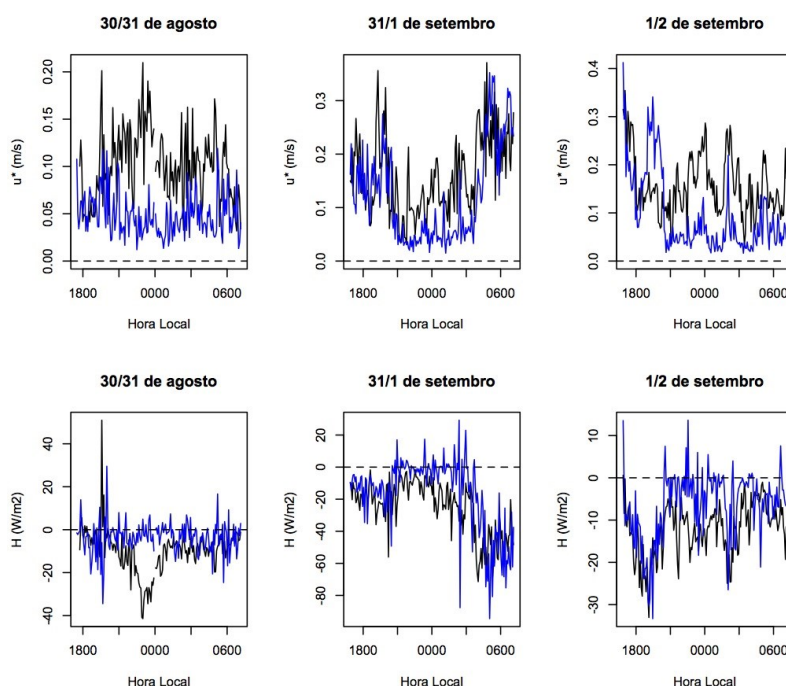 30/31 de agosto
u* (m/s)
0.20
0.15
0.10
0.05
0.00
1800 0000 0600
Hora Local
31/1 de setembro
u* (m/s)
0.3
0.2
0.1
0.0
1800 0000 0600
Hora Local
1/2 de setembro
u* (m/s)
0.4
0.3
0.2
0.1
0.0
1800 0000 0600
Hora Local
30/31 de agosto
H (W/m2)
40
20
0
-20
-40
1800 0000 0600
Hora Local
31/1 de setembro
H (W/m2)
20
0
-20
-40
-60
-80
1800 0000 0600
Hora Local
1/2 de setembro
H (W/m2)
10
0
-10
-20
-30
1800 0000 0600
Hora Local